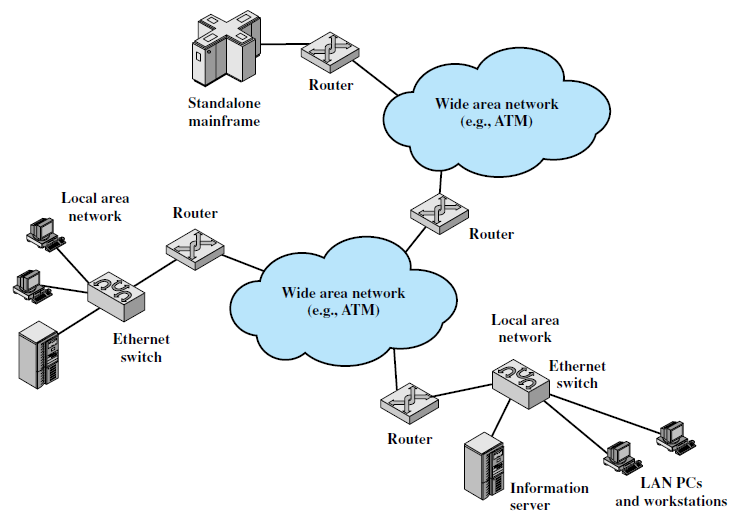 Router
Standalone
mainframe
Wide area network
(e.g., ATM)
Local area
network
Router
Router
Wide area network
(e.g., ATM)
Ethernet
switch
Local area
network
Ethernet
switch
Router
Information
server
LAN PCs
and workstations